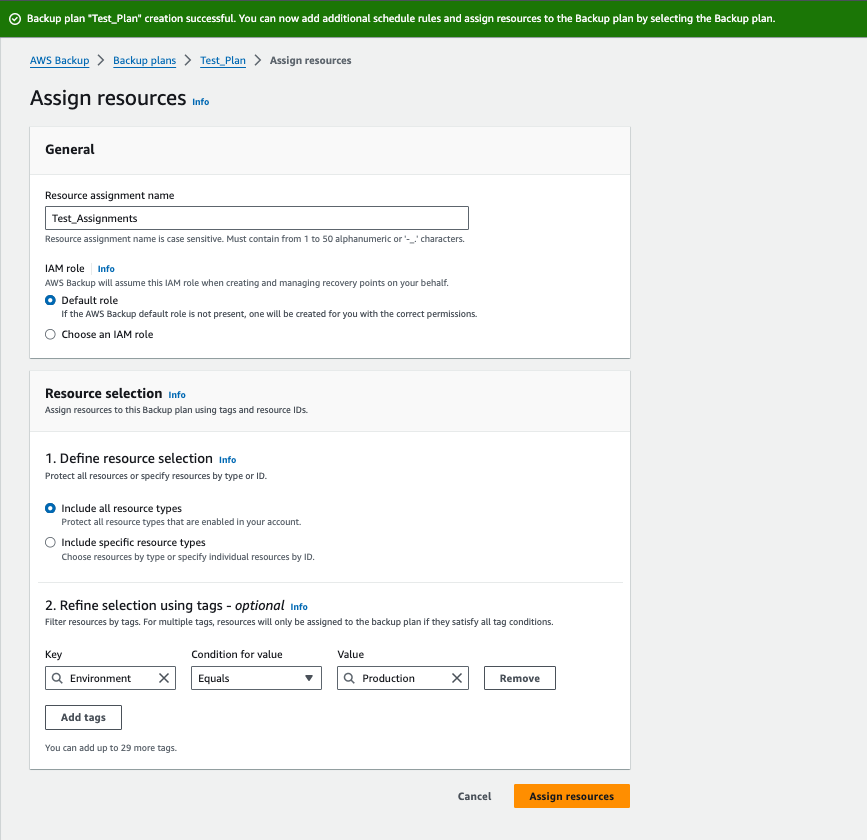 Backup plan "Test_Plan" creation successful. You can now add additional schedule rules and assign resources to the Backup plan by selecting the Backup plan.
AWS Backup > Backup plans > Test_Plan > Assign resources
Assign resources Info
General
Resource assignment name
Test_Assignments
Resource assignment name is case sensitive. Must contain from 1 to 50 alphanumeric or '-_.' characters.
IAM role Info
AWS Backup will assume this IAM role when creating and managing recovery points on your behalf.
Default role
If the AWS Backup default role is not present, one will be created for you with the correct permissions.
Choose an IAM role
Resource selection Info
Assign resources to this Backup plan using tags and resource IDs.
1. Define resource selection Info
Protect all resources or specify resources by type or ID.
Include all resource types
Protect all resource types that are enabled in your account.
Include specific resource types
Choose resources by type or specify individual resources by ID.
2. Refine selection using tags - optional Info
Filter resources by tags. For multiple tags, resources will only be assigned to the backup plan if they satisfy all tag conditions.
Key Condition for value Value
Environment Equals Production Remove
Add tags
You can add up to 29 more tags.
Cancel Assign resources